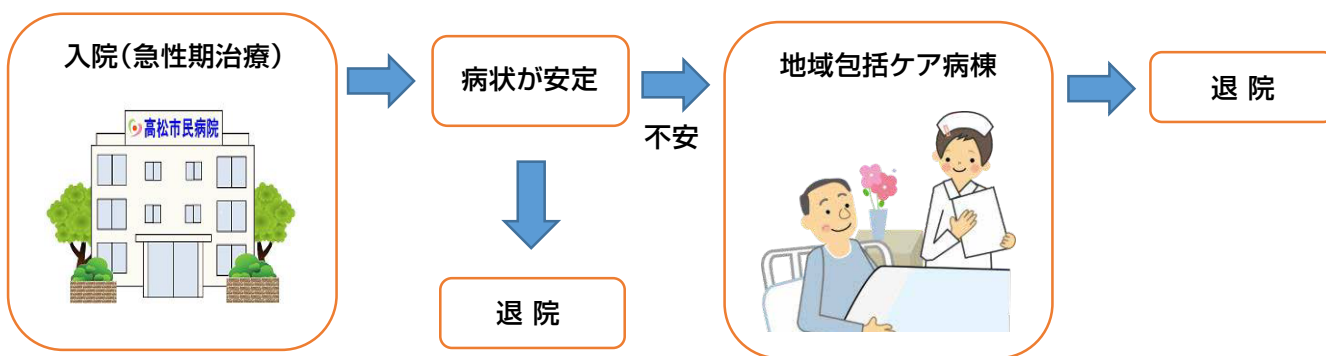 入院(急性期治療)
高松市民病院
病状が安定
不安
地域包括ケア病棟
退 院
退 院